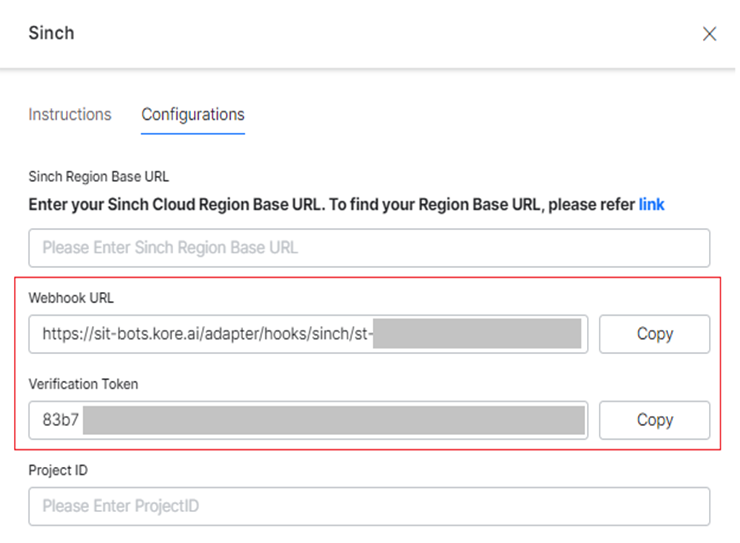 Sinch
Instructions Configurations
Sinch Region Base URL
Enter your Sinch Cloud Region Base URL. To find your Region Base URL, please refer link
Please Enter Sinch Region Base URL
Webhook URL
https://sit-bots.kore.ai/adapter/hooks/sinch/st-
Copy
Verification Token
83b7
Copy
Project ID
Please Enter ProjectID